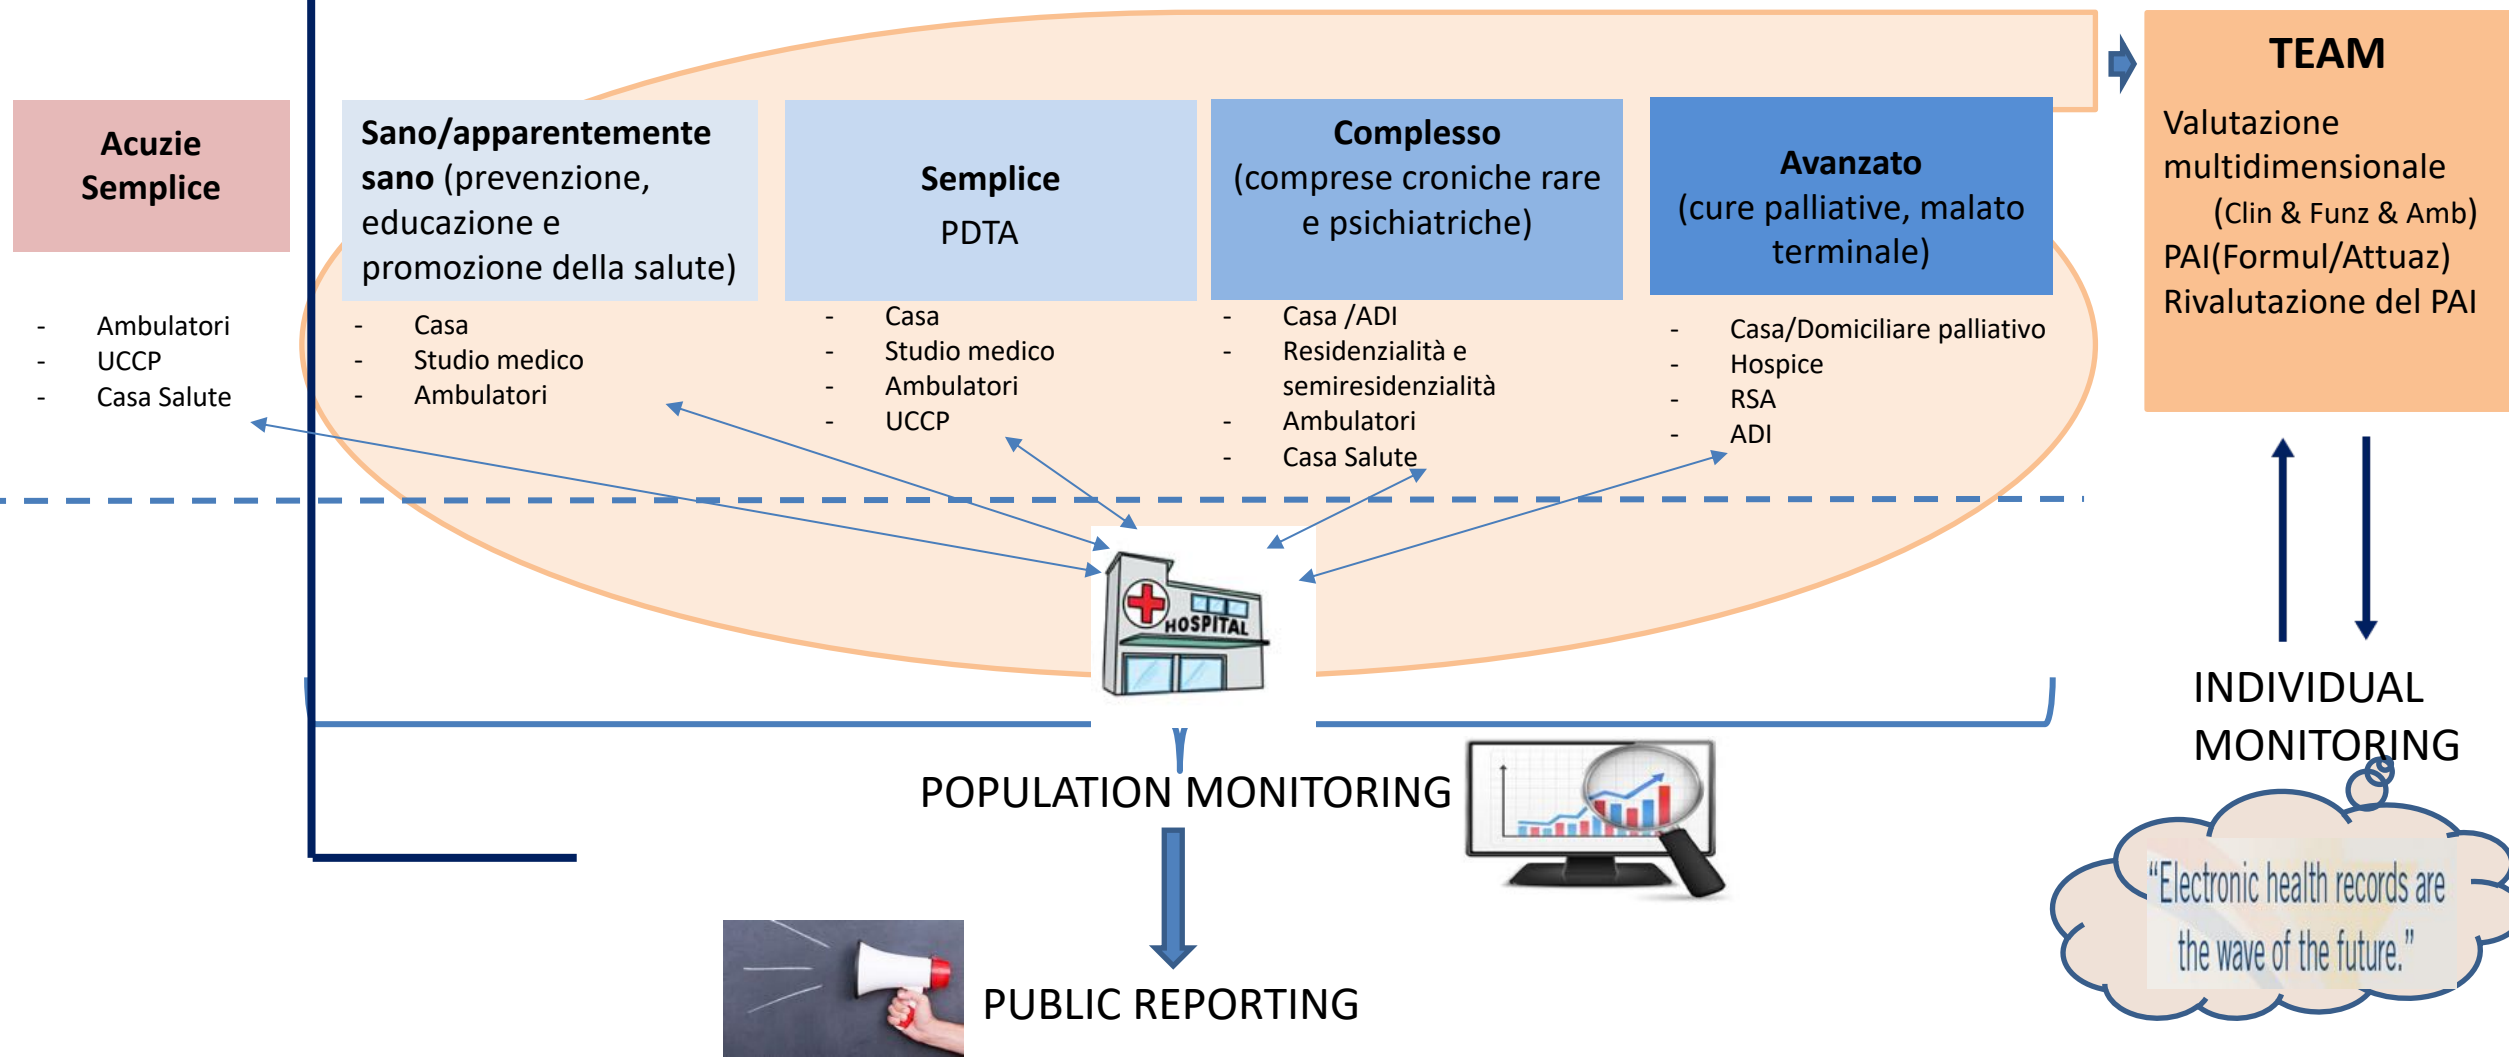 TEAM
Valutazione
multidimensionale
(Clin & Funz & Amb)
PAI(Formul/Attuaz)
Rivalutazione del PAI
Acuzie
Semplice
- Ambulatori
- UCCP
- Casa Salute
Sano/apparentemente
sano (prevenzione,
educazione e
promozione della salute)
- Casa
- Studio medico
- Ambulatori
Semplice
PDTA
- Casa
- Studio medico
- Ambulatori
- UCCP
Complesso
(comprese croniche rare
e psichiatriche)
- Casa /ADI
- Residenzialità e
semiresidenzialità
- Ambulatori
- Casa Salute
Avanzato
(cure palliative, malato
terminale)
- Casa/Domiciliare palliativo
- Hospice
- RSA
- ADI
HOSPITAL
INDIVIDUAL
MONITORING
POPULATION MONITORING
“Electronic health records are
the wave of the future.”
PUBLIC REPORTING